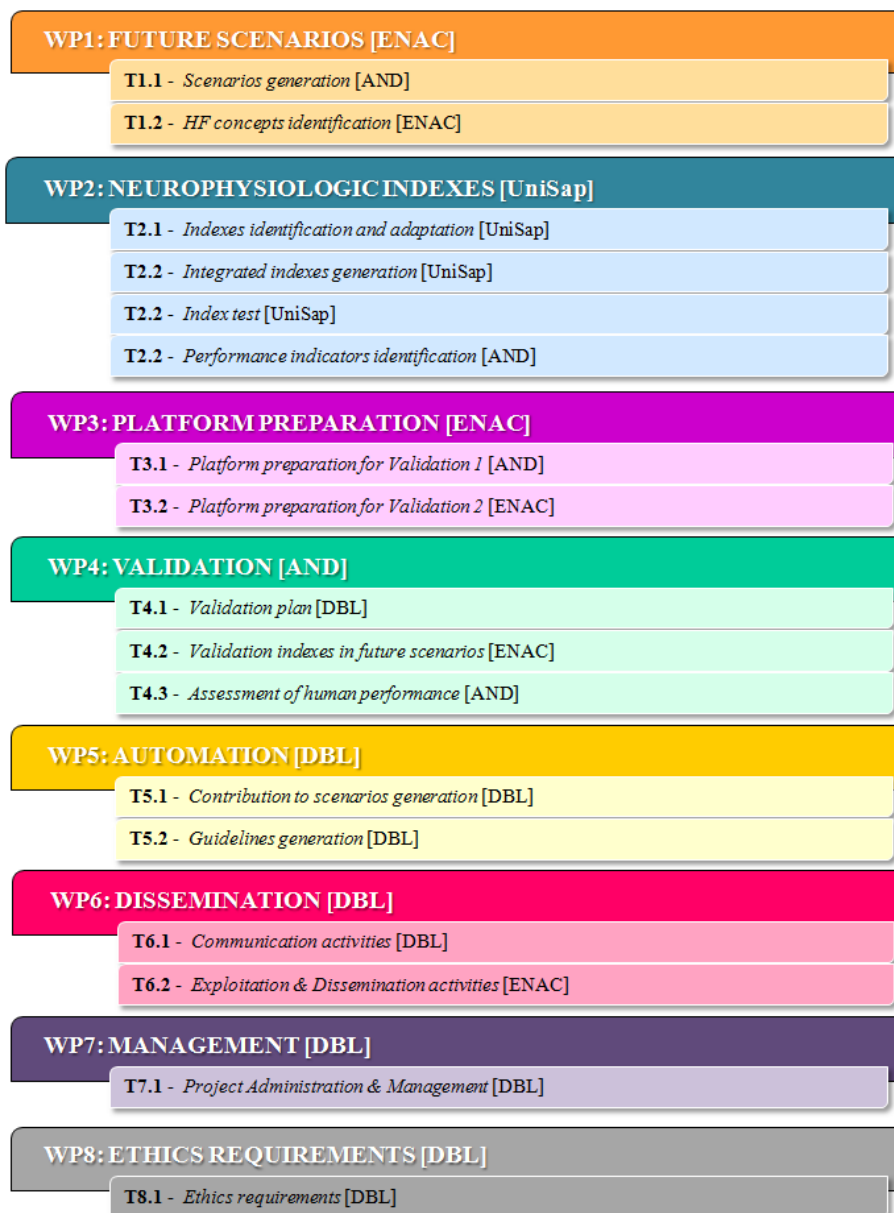 WP1: FUTURE SCENARIOS [ENAC]
T1.1 - Scenarios generation [AND]
T1.2 - HF concepts identification [ENAC]
WP2: NEUROPHYSIOLOGIC INDEXES [UniSap]
T2.1 - Indexes identification and adaptation [UniSap]
T2.2 - Integrated indexes generation [UniSap]
T2.2 - Index test [UniSap]
T2.2 - Performance indicators identification [AND]
WP3: PLATFORM PREPARATION [ENAC]
T3.1 - Platform preparation for Validation 1 [AND]
T3.2 - Platform preparation for Validation 2 [ENAC]
WP4: VALIDATION [AND]
T4.1 - Validation plan [DBL]
T4.2 - Validation indexes in future scenarios [ENAC]
T4.3 - Assessment of human performance [AND]
WP5: AUTOMATION [DBL]
T5.1 - Contribution to scenarios generation [DBL]
T5.2 - Guidelines generation [DBL]
WP6: DISSEMINATION [DBL]
T6.1 - Communication activities [DBL]
T6.2 - Exploitation & Dissemination activities [ENAC]
WP7: MANAGEMENT [DBL]
T7.1 - Project Administration & Management [DBL]
WP8: ETHICS REQUIREMENTS [DBL]
T8.1 - Ethics requirements [DBL]